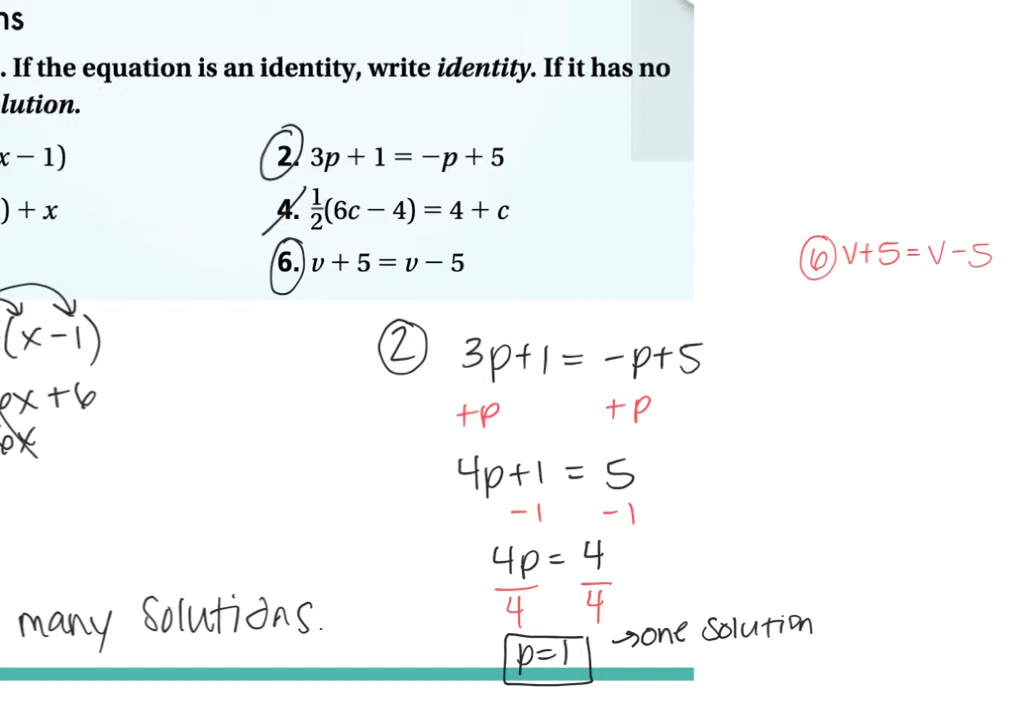 ns
. If the equation is an identity, write identity. If it has no
lution.
x − 1)
2. 3p + 1 = −p + 5
) + x
4. 1/2(6c − 4) = 4 + c
6. v + 5 = v − 5
⑥ v+5=v−5
(x−1)
② 3p+1 = −p+5
+p +p
x +6
x
4p+1 = 5
−1 −1
4p = 4
4 4
many solutions.
p=1 → one solution